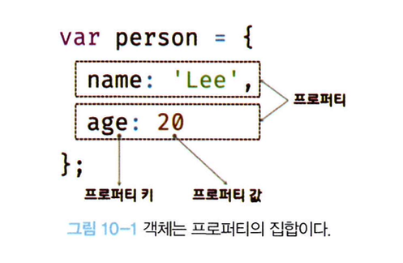 var person = {
name: 'Lee',
프로퍼티
age: 20
};
프로퍼티 키 프로퍼티 값
그림 10-1 객체는 프로퍼티의 집합이다.